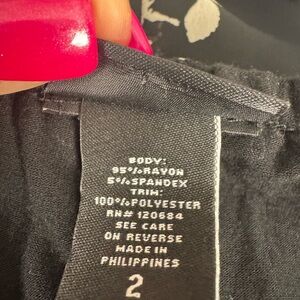 BODY:
95%RAYON
5%SPANDEX
TRIM:
100%POLYESTER
RN# 120684
SEE CARE
ON REVERSE
MADE IN
PHILIPPINES
2